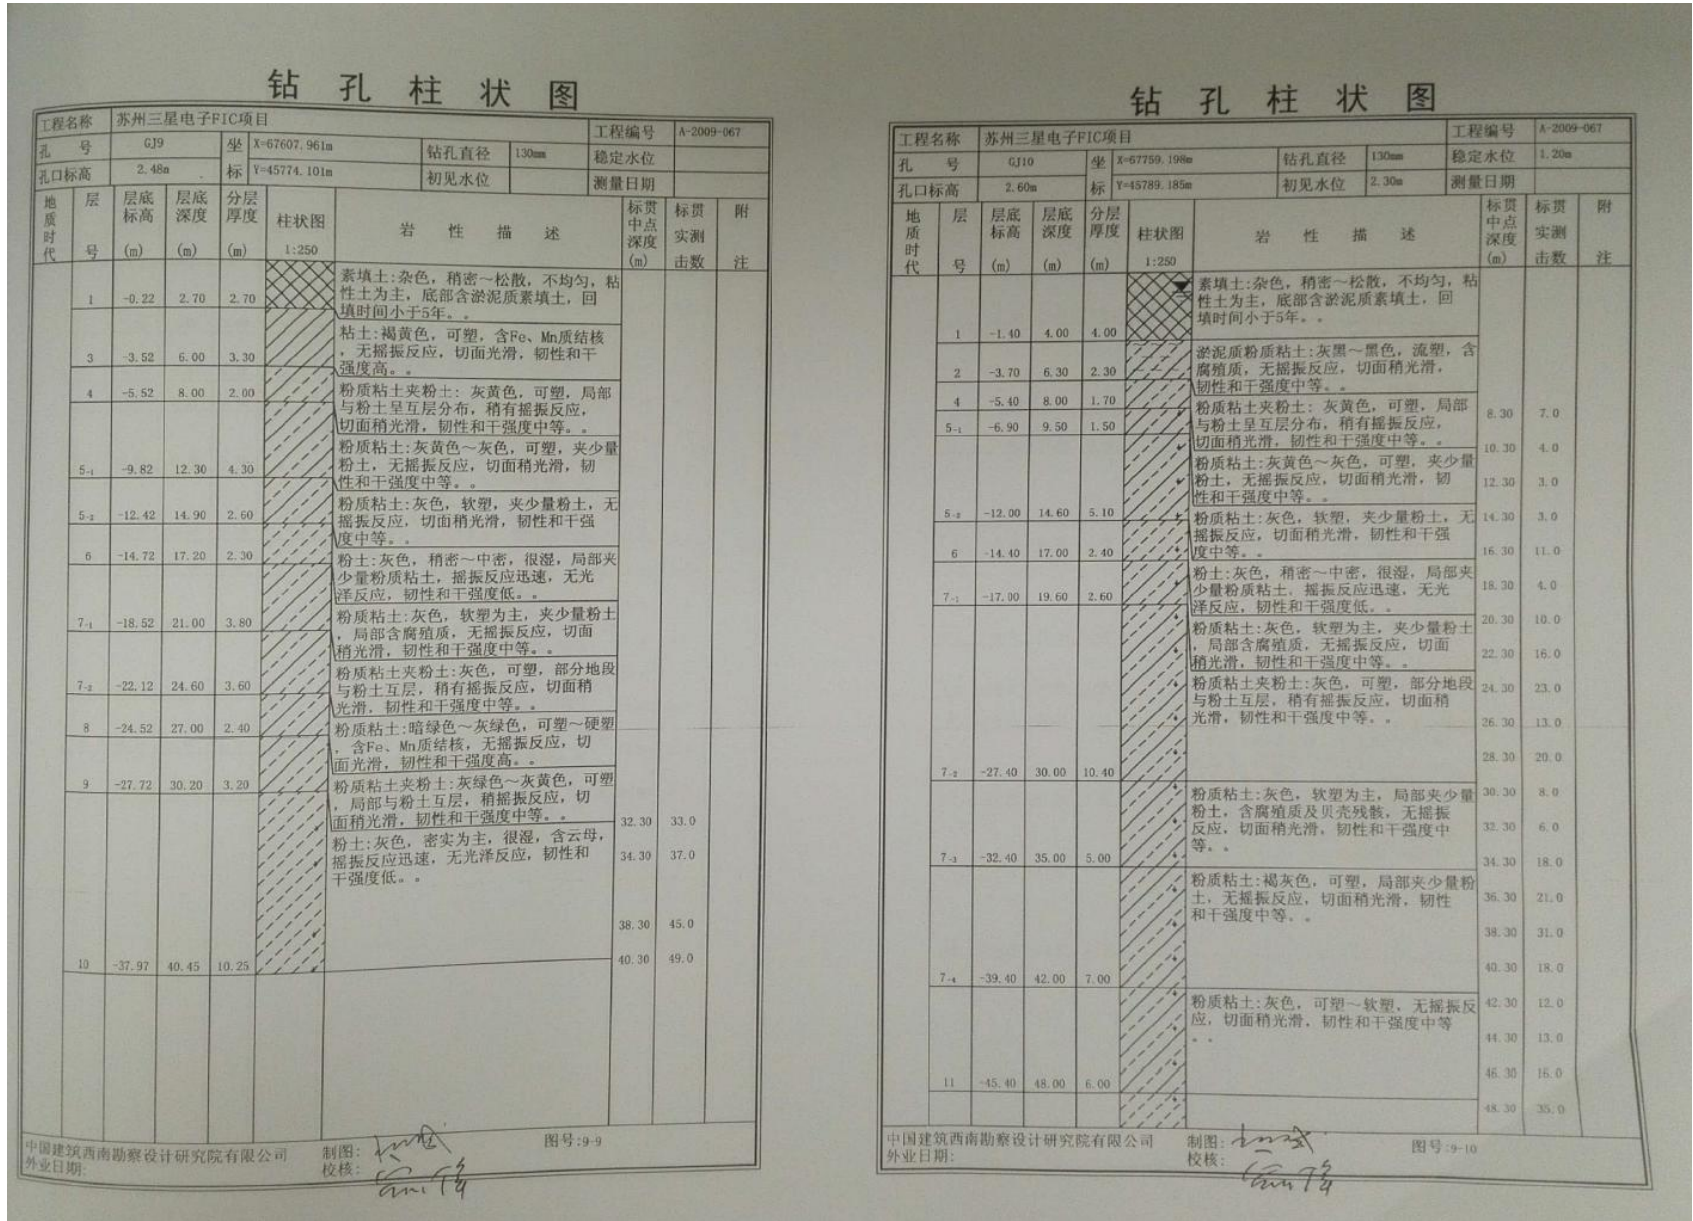 钻 孔 柱 状 图
工程名称 苏州三星电子FIC项目 工程编号 A-2009-067
孔 号 GJ9 坐 X=67607.961m 钻孔直径 130mm 稳定水位
孔口标高 2.48m 标 Y=45774.101m 初见水位 测量日期
地质时代 层号 层底标高(m) 层底深度(m) 分层厚度(m) 柱状图 1:250 岩 性 描 述 标贯中点深度(m) 标贯实测击数 附注
素填土:杂色，稍密～松散，不均匀，粘
1 -0.22 2.70 2.70 性土为主，底部含淤泥质素填土，回
填时间小于5年。。
粘土:褐黄色，可塑，含Fe、Mn质结核
3 -3.52 6.00 3.30 ，无摇振反应，切面光滑，韧性和干
强度高。。
4 -5.52 8.00 2.00 粉质粘土夹粉土: 灰黄色，可塑，局部
与粉土呈互层分布，稍有摇振反应，
切面稍光滑，韧性和干强度中等。。
粉质粘土:灰黄色～灰色，可塑，夹少量
5-1 -9.82 12.30 4.30 粉土，无摇振反应，切面稍光滑，韧
性和干强度中等。。
5-2 -12.42 14.90 2.60 粉质粘土:灰色，软塑，夹少量粉土，无
摇振反应，切面稍光滑，韧性和干强
度中等。。
6 -14.72 17.20 2.30 粉土:灰色，稍密～中密，很湿，局部夹
少量粉质粘土，摇振反应迅速，无光
泽反应，韧性和干强度低。。
7-1 -18.52 21.00 3.80 粉质粘土:灰色，软塑为主，夹少量粉土
，局部含腐殖质，无摇振反应，切面
稍光滑，韧性和干强度中等。。
7-2 -22.12 24.60 3.60 粉质粘土夹粉土:灰色，可塑，部分地段
与粉土互层，稍有摇振反应，切面稍
光滑，韧性和干强度中等。。
8 -24.52 27.00 2.40 粉质粘土:暗绿色～灰绿色，可塑～硬塑
，含Fe、Mn质结核，无摇振反应，切
面光滑，韧性和干强度高。。
9 -27.72 30.20 3.20 粉质粘土夹粉土:灰绿色～灰黄色，可塑
，局部与粉土互层，稍摇振反应，切
面稍光滑，韧性和干强度中等。。
32.30 33.0
粉土:灰色，密实为主，很湿，含云母，
摇振反应迅速，无光泽反应，韧性和 34.30 37.0
干强度低。。
38.30 45.0
10 -37.97 40.45 10.25 40.30 49.0
中国建筑西南勘察设计研究院有限公司 制图: 图号:9-9
外业日期: 校核:
钻 孔 柱 状 图
工程名称 苏州三星电子FIC项目 工程编号 A-2009-067
孔 号 GJ10 坐 X=67759.198m 钻孔直径 130mm 稳定水位 1.20m
孔口标高 2.60m 标 Y=45789.185m 初见水位 2.30m 测量日期
地质时代 层号 层底标高(m) 层底深度(m) 分层厚度(m) 柱状图 1:250 岩 性 描 述 标贯中点深度(m) 标贯实测击数 附注
素填土:杂色，稍密～松散，不均匀，粘
性土为主，底部含淤泥质素填土，回
填时间小于5年。。
1 -1.40 4.00 4.00
淤泥质粉质粘土:灰黑～黑色，流塑，含
2 -3.70 6.30 2.30 腐殖质，无摇振反应，切面稍光滑，
韧性和干强度中等。。
4 -5.40 8.00 1.70 粉质粘土夹粉土: 灰黄色，可塑，局部 8.30 7.0
5-1 -6.90 9.50 1.50 与粉土呈互层分布，稍有摇振反应，
切面稍光滑，韧性和干强度中等。。 10.30 4.0
粉质粘土:灰黄色～灰色，可塑，夹少量
粉土，无摇振反应，切面稍光滑，韧 12.30 3.0
性和干强度中等。。
5-2 -12.00 14.60 5.10 粉质粘土:灰色，软塑，夹少量粉土，无 14.30 3.0
摇振反应，切面稍光滑，韧性和干强
6 -14.40 17.00 2.40 度中等。。 16.30 11.0
粉土:灰色，稍密～中密，很湿，局部夹
少量粉质粘土，摇振反应迅速，无光 18.30 4.0
7-1 -17.00 19.60 2.60 泽反应，韧性和干强度低。。
粉质粘土:灰色，软塑为主，夹少量粉土 20.30 10.0
，局部含腐殖质，无摇振反应，切面
稍光滑，韧性和干强度中等。。 22.30 16.0
粉质粘土夹粉土:灰色，可塑，部分地段 24.30 23.0
与粉土互层，稍有摇振反应，切面稍
光滑，韧性和干强度中等。。 26.30 13.0
28.30 20.0
7-2 -27.40 30.00 10.40
粉质粘土:灰色，软塑为主，局部夹少量 30.30 8.0
粉土，含腐殖质及贝壳残骸，无摇振
反应，切面稍光滑，韧性和干强度中 32.30 6.0
等。。
7-3 -32.40 35.00 5.00 34.30 18.0
粉质粘土:褐灰色，可塑，局部夹少量粉
土，无摇振反应，切面稍光滑，韧性 36.30 21.0
和干强度中等。。
38.30 31.0
40.30 18.0
7-4 -39.40 42.00 7.00
粉质粘土:灰色，可塑～软塑，无摇振反 42.30 12.0
应，切面稍光滑，韧性和干强度中等
。。 44.30 13.0
46.30 16.0
11 -45.40 48.00 6.00
48.30 35.0
中国建筑西南勘察设计研究院有限公司 制图: 图号:9-10
外业日期: 校核: